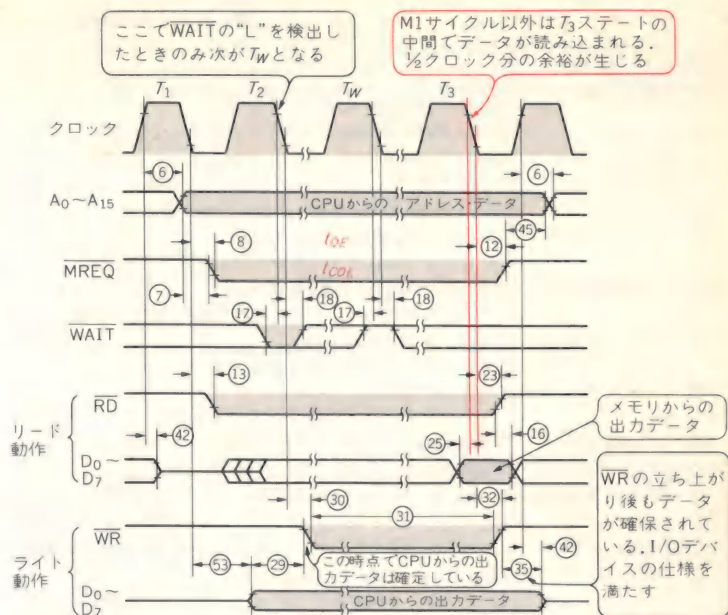 ここでWAITの“L”を検出し
たときのみ次がTWとなる
M1サイクル以外はT3ステートの
中間でデータが読み込まれる.
½クロック分の余裕が生じる
T1
T2
TW
T3
クロック
⑥
⑥
A0～A15
CPUからの アドレス・データ
⑧
tOE
⑫
㊺
MREQ
tCOE
⑦
⑰
⑱
⑰
⑱
WAIT
⑬
㉓
RD
メモリからの
出力データ
リード
動作
㊷
㉕
⑯
D0～
D7
㉚
㉜
WRの立ち上が
り後もデータ
が確保されて
いる.I/Oデバ
イスの仕様を
満たす
㉛
WR
㊷
ライト
動作
この時点でCPUからの出
力データは確定している
53
㉙
㉟
D0～
D7
CPUからの出力データ